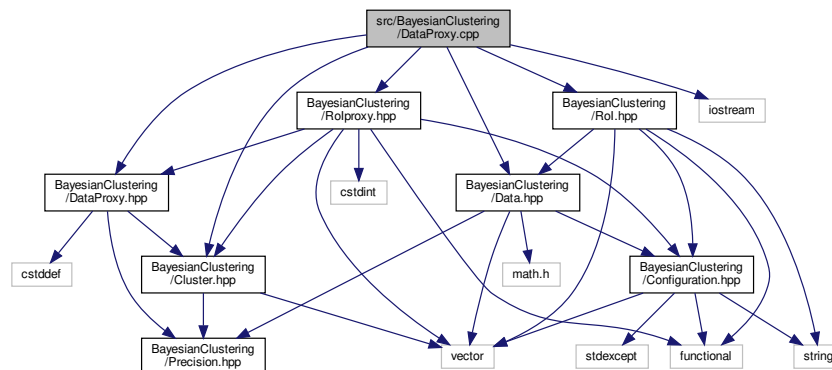 src/BayesianClustering
/DataProxy.cpp
BayesianClustering
/RoIproxy.hpp
BayesianClustering
/RoI.hpp
iostream
BayesianClustering
/DataProxy.hpp
cstdint
BayesianClustering
/Data.hpp
cstddef
BayesianClustering
/Cluster.hpp
math.h
BayesianClustering
/Configuration.hpp
BayesianClustering
/Precision.hpp
vector
stdexcept
functional
string